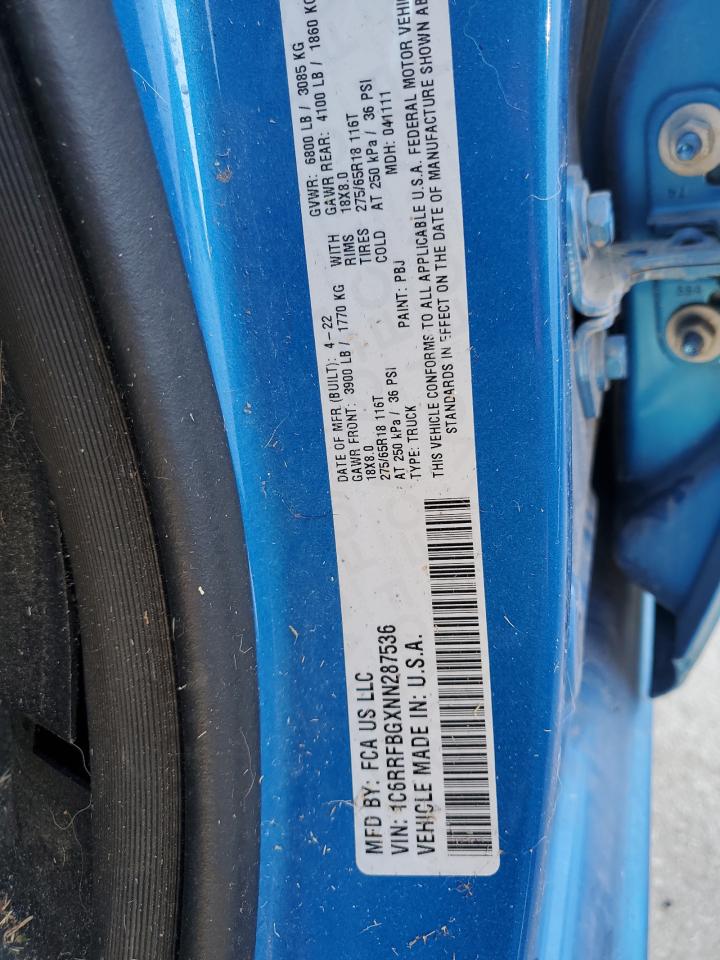 MFD BY: FCA US LLC
VIN: 1C6RRFBGXNN287536
VEHICLE MADE IN: U.S.A.
DATE OF MFR (BUILT): 4-22
GAWR FRONT: 3900 LB / 1770 KG
18X8.0
275/65R18 116T
AT 250 kPa / 36 PSI
TYPE: TRUCK
WITH
RIMS
TIRES
COLD
PAINT: PBJ
GVWR: 6800 LB / 3085 KG
GAWR REAR: 4100 LB / 1860 KG
18X8.0
275/65R18 116T
AT 250 kPa / 36 PSI
MDH: 041111
THIS VEHICLE CONFORMS TO ALL APPLICABLE U.S.A. FEDERAL MOTOR
STANDARDS IN EFFECT ON THE DATE OF MANUFACTURE SHOWN